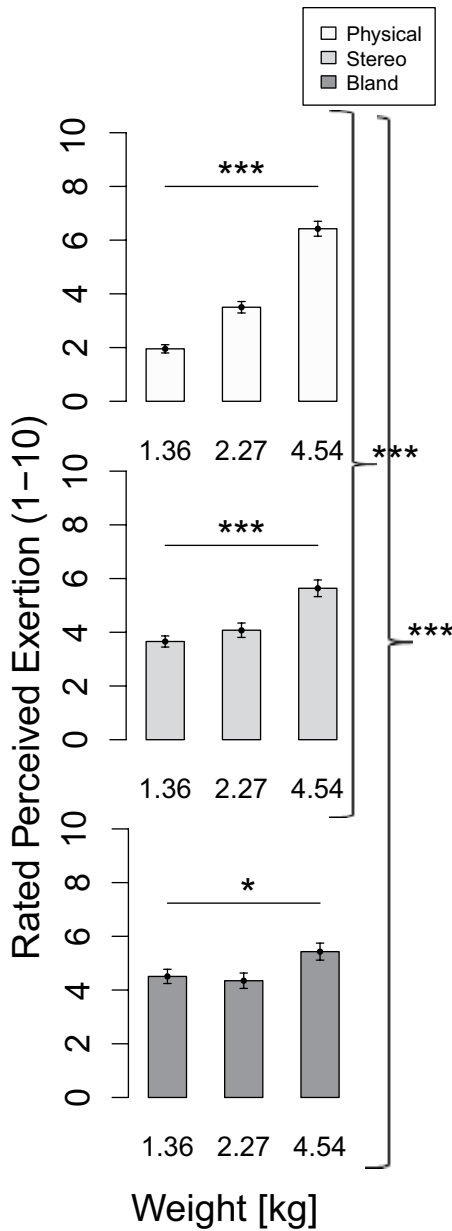 Physical
Stereo
Bland
10
8
6
4
2
0
***
1.36 2.27 4.54
***
10
8
6
4
2
0
***
1.36 2.27 4.54
***
10
8
6
4
2
0
*
1.36 2.27 4.54
Rated Perceived Exertion (1−10)
Weight [kg]